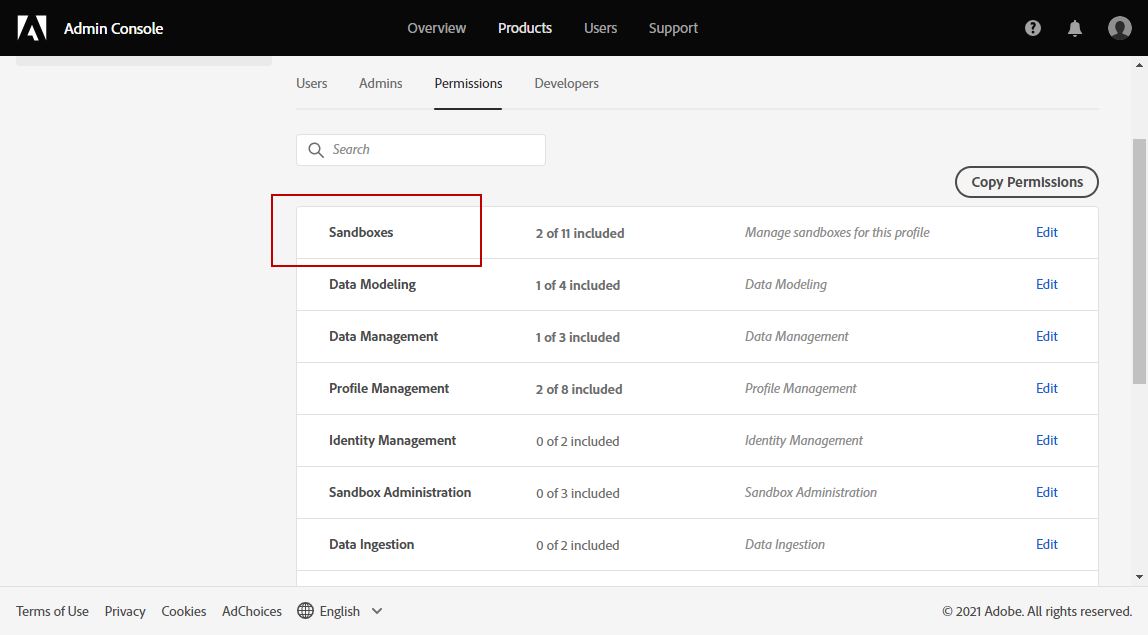 Admin Console Overview Products Users Support
Users Admins Permissions Developers
Search
Copy Permissions
Sandboxes 2 of 11 included Manage sandboxes for this profile Edit
Data Modeling 1 of 4 included Data Modeling Edit
Data Management 1 of 3 included Data Management Edit
Profile Management 2 of 8 included Profile Management Edit
Identity Management 0 of 2 included Identity Management Edit
Sandbox Administration 0 of 3 included Sandbox Administration Edit
Data Ingestion 0 of 2 included Data Ingestion Edit
Terms of Use Privacy Cookies AdChoices English © 2021 Adobe. All rights reserved.